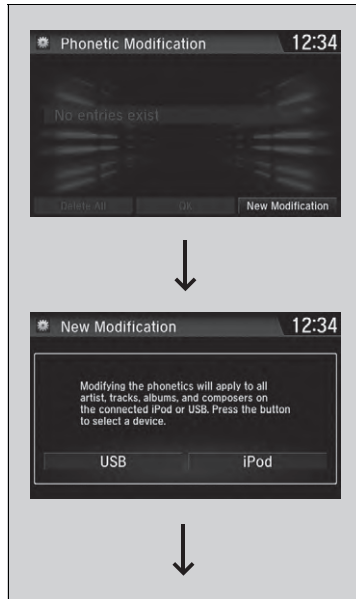 Phonetic Modification 12:34
No entries exist
Delete All OK New Modification
New Modification 12:34
Modifying the phonetics will apply to all
artist, tracks, albums, and composers on
the connected iPod or USB. Press the button
to select a device.
USB iPod